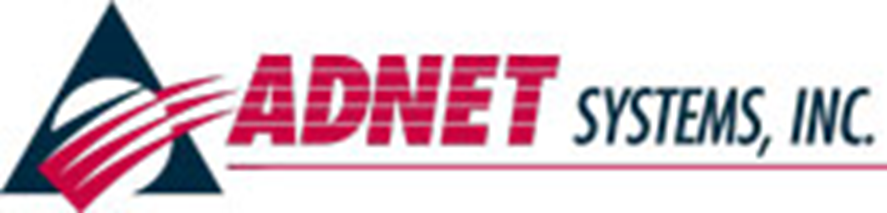 ADNET SYSTEMS, INC.